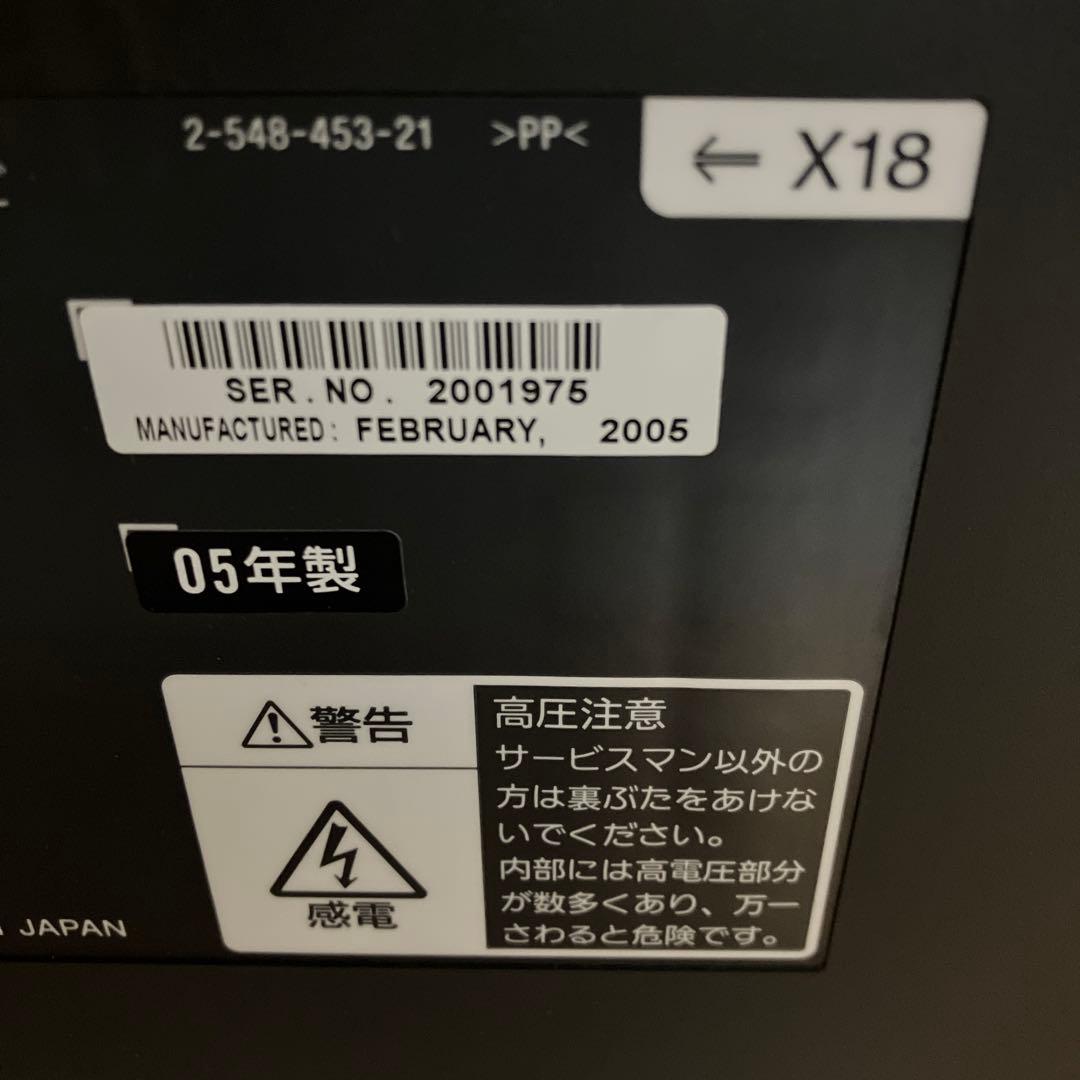 2-548-453-21 >PP<
⇐ X18
SER.NO. 2001975
MANUFACTURED: FEBRUARY, 2005
05年製
警告
感電
高圧注意
サービスマン以外の
方は裏ぶたをあけな
いでください。
内部には高電圧部分
が数多くあり、万一
さわると危険です。
JAPAN